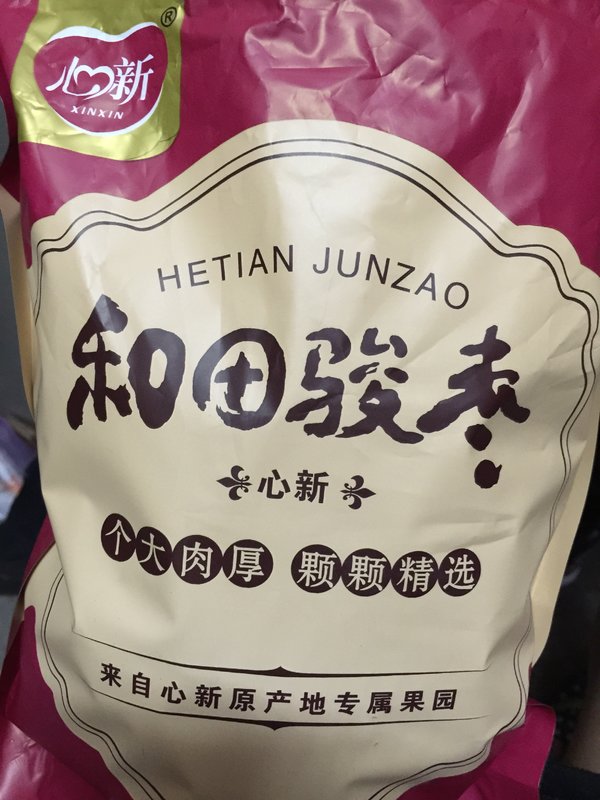 ®
心新
XINXIN
HETIAN JUNZAO
和田骏枣
心新
个大肉厚 颗颗精选
来自心新原产地专属果园